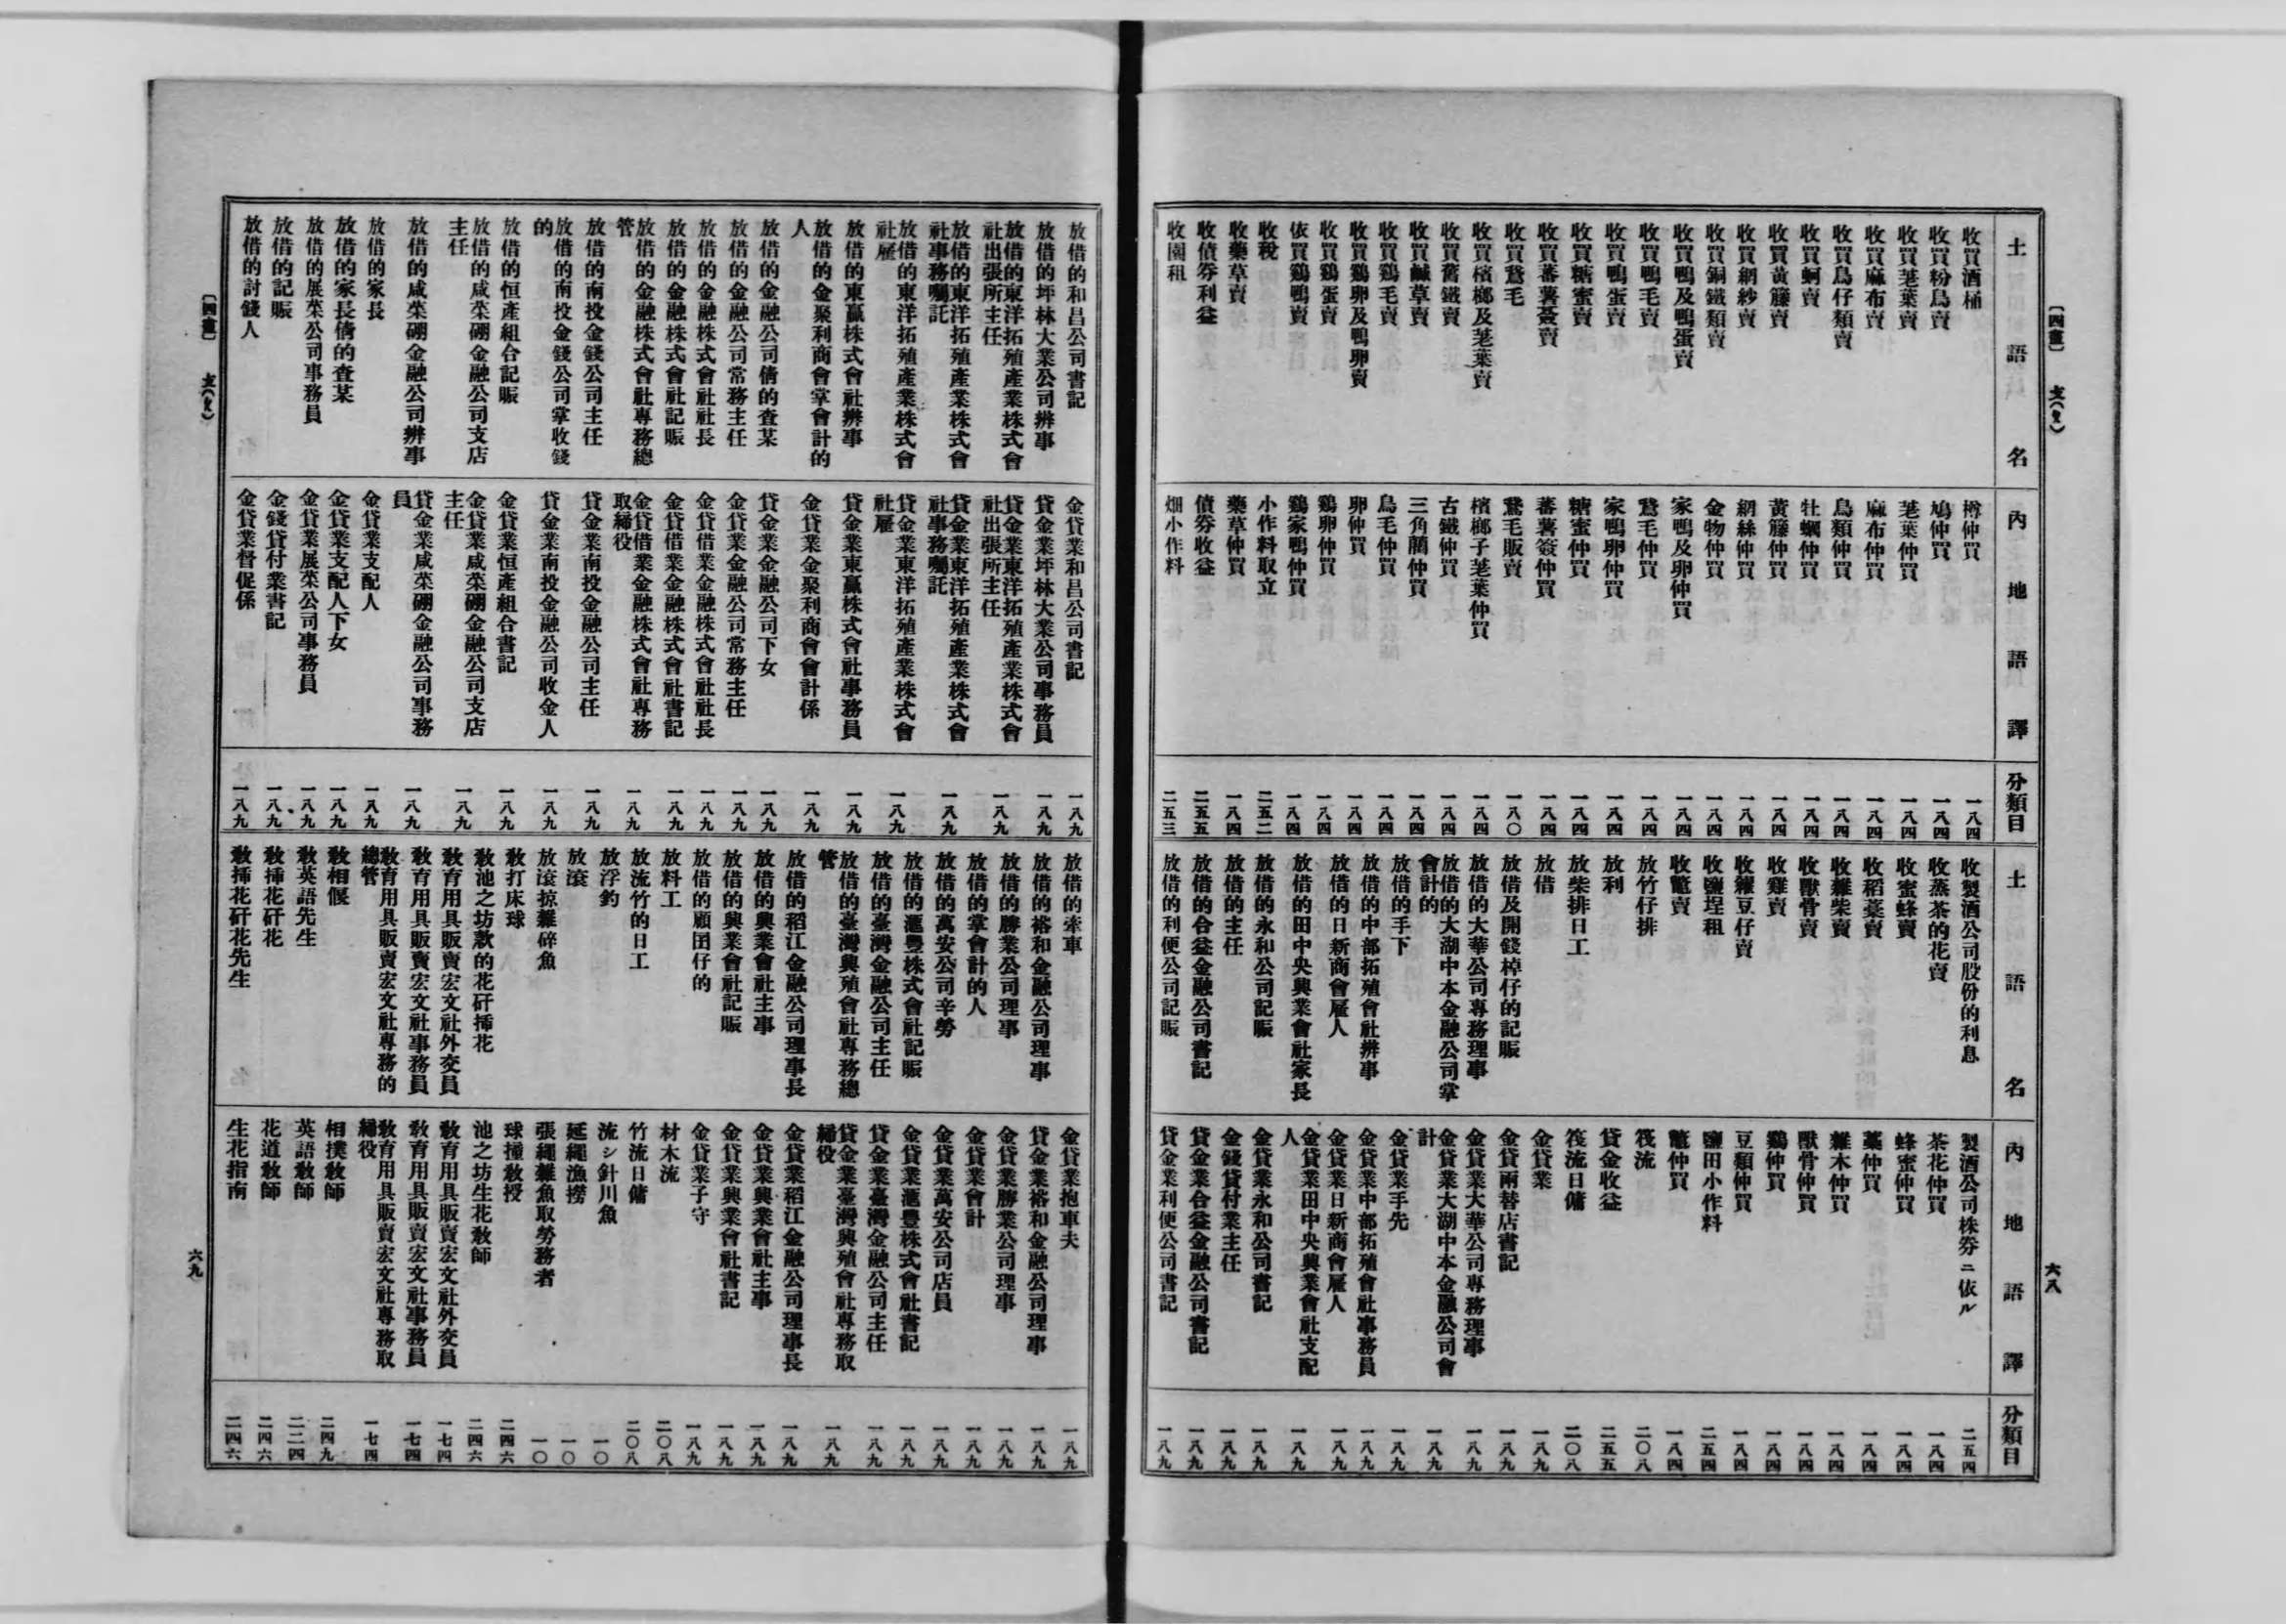 〔四畫〕 攴(攵)
六八
土語名
內地語譯
分類目
收買酒桶 樽仲買 一八四
收買粉鳥賣 鳩仲買 一八四
收買荖葉賣 荖葉仲買 一八四
收買麻布賣 麻布仲買 一八四
收買鳥仔類賣 鳥類仲買 一八四
收買蚵賣 牡蠣仲買 一八四
收買黃籐賣 黃籐仲買 一八四
收買網紗賣 網絲仲買 一八四
收買銅鐵類賣 金物仲買 一八四
收買鴨及鴨蛋賣 家鴨及卵仲買 一八四
收買鴨毛賣 鵞毛仲買 一八四
收買鴨蛋賣 家鴨卵仲買 一八四
收買糖蜜賣 糖蜜仲買 一八四
收買蕃薯簽賣 蕃薯簽仲買 一八四
收買鵞毛 鵞毛販賣 一八〇
收買檳榔及荖葉賣 檳榔子荖葉仲買 一八四
收買舊鐵賣 古鐵仲買 一八四
收買鹹草賣 三角藺仲買 一八四
收買鷄毛賣 鳥毛仲買 一八四
收買鷄卵及鴨卵賣 卵仲買 一八四
收買鷄蛋賣 鷄卵仲買 一八四
依買鷄鴨賣 鷄家鴨仲買 一八四
收稅 小作料取立 二五二
收藥草賣 藥草仲買 一八四
收債券利益 債券收益 二五五
收園租 畑小作料 二五三
土語名
內地語譯
分類目
收製酒公司股份的利息 製酒公司株券ニ依ル 二五四
收蒸茶的花賣 茶花仲買 一八四
收蜜蜂賣 蜂蜜仲買 一八四
收稻藁賣 藁仲買 一八四
收雜柴賣 雜木仲買 一八四
收獸骨賣 獸骨仲買 一八四
收雞賣 鷄仲買 一八四
收糶豆仔賣 豆類仲買 一八四
收鹽埕租 鹽田小作料 二五四
收鼈賣 鼈仲買 一八四
放竹仔排 筏流 二〇八
放利 貸金收益 二五五
放柴排日工 筏流日傭 二〇八
放借 金貸業 一八九
放借及開錢棹仔的記賬 金貸兩替店書記 一八九
放借的大華公司專務理事 金貸業大華公司專務理事 一八九
放借的大湖中本金融公司掌會計的 金貸業大湖中本金融公司會計 一八九
放借的手下 金貸業手先 一八九
放借的中部拓殖會社辨事 金貸業中部拓殖會社事務員 一八九
放借的日新商會雇人 金貸業日新商會雇人 一八九
放借的田中央興業會社家長 金貸業田中央興業會社支配人 一八九
放借的永和公司記賬 金貸業永和公司書記 一八九
放借的主任 金錢貸付業主任 一八九
放借的合益金融公司書記 貸金業合益金融公司書記 一八九
放借的利便公司記賬 貸金業利便公司書記 一八九
〔四畫〕 攴(攵)
六九
放借的和昌公司書記 金貸業和昌公司書記 一八九
放借的坪林大業公司辨事 貸金業坪林大業公司事務員 一八九
放借的東洋拓殖產業株式會社出張所主任 貸金業東洋拓殖產業株式會社出張所主任 一八九
放借的東洋拓殖產業株式會社事務囑託 貸金業東洋拓殖產業株式會社事務囑託 一八九
放借的東洋拓殖產業株式會社雇 貸金業東洋拓殖產業株式會社雇 一八九
放借的東瀛株式會社辨事 貸金業東瀛株式會社事務員 一八九
放借的金聚利商會掌會計的人 金貸業金聚利商會會計係 一八九
放借的金融公司倩的查某 貸金業金融公司下女 一八九
放借的金融公司常務主任 金貸業金融公司常務主任 一八九
放借的金融株式會社社長 金貸借業金融株式會社社長 一八九
放借的金融株式會社記賬 金貸借業金融株式會社書記 一八九
放借的金融株式會社專務總管 金貸借業金融株式會社專務取締役 一八九
放借的南投金錢公司主任 貸金業南投金融公司主任 一八九
放借的南投金錢公司掌收錢的 貸金業南投金融公司收金人 一八九
放借的恒產組合記賬 金貸業恒產組合書記 一八九
放借的咸菜硼金融公司支店主任 金貸業咸菜硼金融公司支店主任 一八九
放借的咸菜硼金融公司辨事 貸金業咸菜硼金融公司事務員 一八九
放借的家長 金貸業支配人 一八九
放借的家長倩的查某 金貸業支配人下女 一八九
放借的展菜公司事務員 金貸業展菜公司事務員 一八九
放借的記賬 金錢貸付業書記 一八九
放借的討錢人 金貸業督促係 一八九
放借的牽車 金貸業抱車夫 一八九
放借的裕和金融公司理事 貸金業裕和金融公司理事 一八九
放借的勝業公司理事 金貸業勝業公司理事 一八九
放借的掌會計的人 金貸業會計 一八九
放借的萬安公司辛勞 金貸業萬安公司店員 一八九
放借的滙豐株式會社記賬 金貸業滙豐株式會社書記 一八九
放借的臺灣金融公司主任 貸金業臺灣金融公司主任 一八九
放借的臺灣興殖會社專務總管 貸金業臺灣興殖會社專務取締役 一八九
放借的稻江金融公司理事長 金貸業稻江金融公司理事長 一八九
放借的興業會社主事 金貸業興業會社主事 一八九
放借的興業會社記賬 金貸業興業會社書記 一八九
放借的顧囝仔的 金貸業子守 一八九
放料工 材木流 二〇八
放流竹的日工 竹流日傭 二〇八
放浮釣 流シ針川魚 一〇
放滾 延繩漁撈 一〇
放滾掠雜碎魚 張繩雜魚取勞務者 一〇
敎打床球 球撞敎授 二四六
敎池之坊欵的花矸揷花 池之坊生花敎師 二四六
敎育用具販賣宏文社外交員 敎育用具販賣宏文社外交員 一七四
敎育用具販賣宏文社事務員 敎育用具販賣宏文社事務員 一七四
敎育用具販賣宏文社專務的總管 敎育用具販賣宏文社專務取締役 一七四
敎相偃 相撲敎師 二四九
敎英語先生 英語敎師 二二四
敎揷花矸花 花道敎師 二四六
敎揷花矸花先生 生花指南 二四六